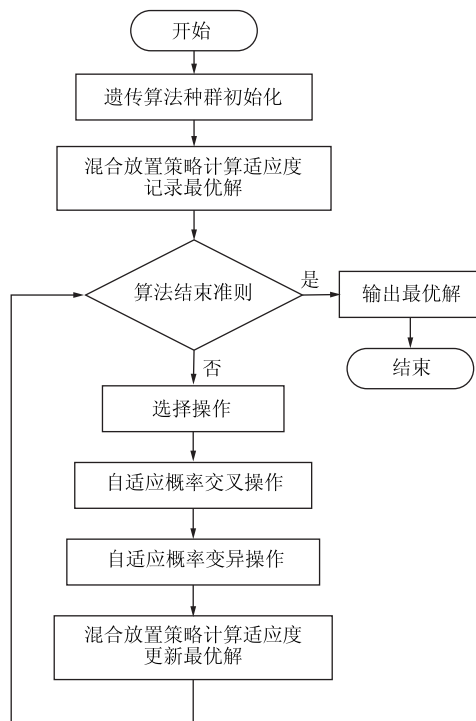 开始
遗传算法种群初始化
混合放置策略计算适应度
记录最优解
算法结束准则
是
输出最优解
结束
否
选择操作
自适应概率交叉操作
自适应概率变异操作
混合放置策略计算适应度
更新最优解